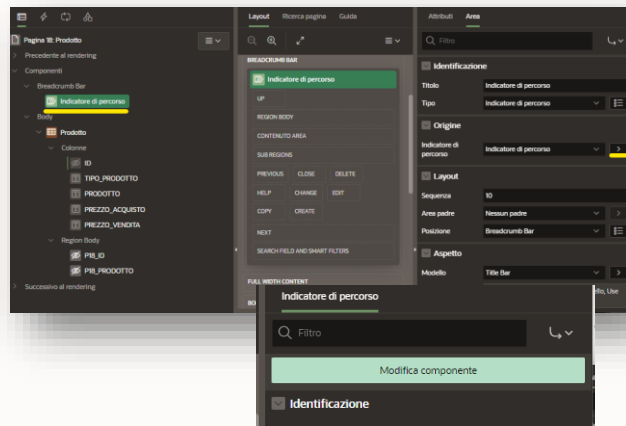 Pagina 18: Prodotto
Precedente al rendering
Componenti
Breadcrumb Bar
Indicatore di percorso
Body
Prodotto
Colonne
ID
TIPO_PRODOTTO
PRODOTTO
PREZZO_ACQUISTO
PREZZO_VENDITA
Region Body
P18_ID
P18_PRODOTTO
Successivo al rendering
Layout Ricerca pagina Guida
BREADCRUMB BAR
Indicatore di percorso
UP
REGION BODY
CONTENUTO AREA
SUB REGIONS
PREVIOUS CLOSE DELETE
HELP CHANGE EDIT
COPY CREATE
NEXT
SEARCH FIELD AND SMART FILTERS
FULL WIDTH CONTENT
Attributi Area
Filtro
Identificazione
Titolo Indicatore di percorso
Tipo Indicatore di percorso
Origine
Indicatore di percorso Indicatore di percorso
Layout
Sequenza 10
Area padre Nessun padre
Posizione Breadcrumb Bar
Aspetto
Modello Title Bar
Use
Indicatore di percorso
Filtro
Modifica componente
Identificazione